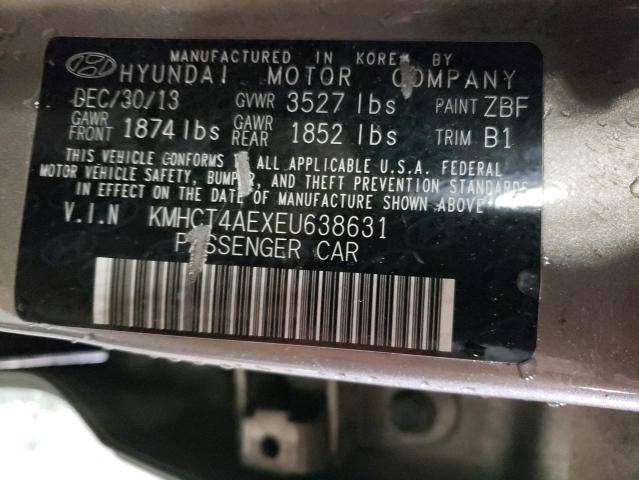 MANUFACTURED IN KOREA BY
HYUNDAI MOTOR COMPANY
DEC/30/13 GVWR 3527 lbs PAINT ZBF
GAWR FRONT 1874 lbs GAWR REAR 1852 lbs TRIM B1
THIS VEHICLE CONFORMS TO ALL APPLICABLE U.S.A. FEDERAL
MOTOR VEHICLE SAFETY, BUMPER, AND THEFT PREVENTION STANDARDS
IN EFFECT ON THE DATE OF MANUFACTURE SHOWN ABOVE.
V.I.N KMHCT4AEXEU638631
PASSENGER CAR